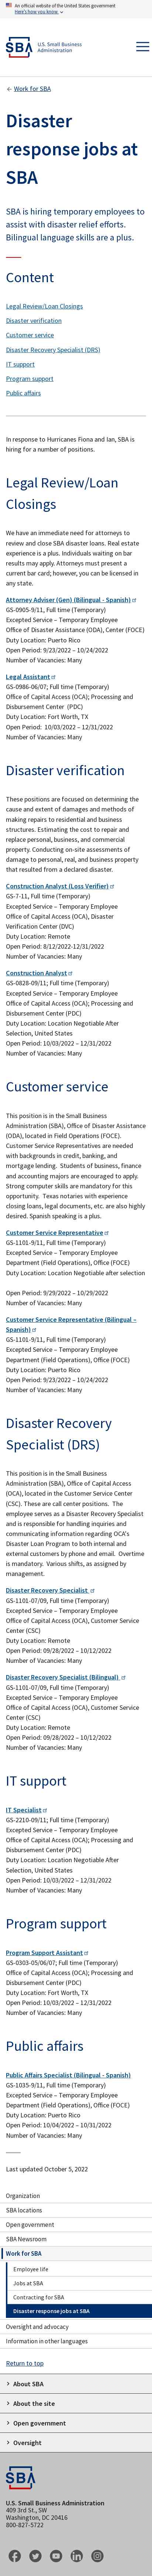 An official website of the United States government
Here's how you know
SBA U.S. Small Business
Administration
Work for SBA
Disaster
response jobs at
SBA
SBA is hiring temporary employees to
assist with disaster relief efforts.
Bilingual language skills are a plus.
Content
Legal Review/Loan Closings
Disaster verification
Customer service
Disaster Recovery Specialist (DRS)
IT support
Program support
Public affairs
In response to Hurricanes Fiona and Ian, SBA is
hiring for a number of positions.
Legal Review/Loan
Closings
We have an immediate need for attorneys to
review and close SBA disaster loans. Real estate
experience is a plus. Individuals without a bar
results may apply. Attorneys must possess a
current bar card; however, you can be licensed in
any state.
Attorney Adviser (Gen) (Bilingual - Spanish)
GS-0905-9/11, Full time (Temporary)
Excepted Service – Temporary Employee
Office of Disaster Assistance (ODA), Center (FOCE)
Duty Location: Puerto Rico
Open Period: 9/23/2022 – 10/24/2022
Number of Vacancies: Many
Legal Assistant
GS-0986-06/07; Full time (Temporary)
Office of Capital Access (OCA); Processing and
Disbursement Center (PDC)
Duty Location: Fort Worth, TX
Open Period: 10/03/2022 – 12/31/2022
Number of Vacancies: Many
Disaster verification
These positions are focused on determining the
amount of damage sustained and the total
replacement value for residential or business
structures. Estimating the cost to repair or
replace damaged structures, both residential and
commercial. Conducting on-site assessments of
damage to personal, real, and business property
that resulted from a declared disaster.
Construction Analyst (Loss Verifier)
GS-7-11, Full time (Temporary)
Excepted Service – Temporary Employee
Office of Capital Access (OCA), Disaster
Verification Center (DVC)
Duty Location: Remote
Open Period: 8/12/2022-12/31/2022
Number of Vacancies: Many
Construction Analyst
GS-0828-09/11; Full time (Temporary)
Excepted Service – Temporary Employee
Office of Capital Access (OCA); Processing and
Disbursement Center (PDC)
Duty Location: Location Negotiable After
Selection, United States
Open Period: 10/03/2022 – 12/31/2022
Number of Vacancies: Many
Customer service
This position is in the Small Business
Administration (SBA), Office of Disaster Assistance
(ODA), located in Field Operations (FOCE).
Customer Service Representatives are needed
with backgrounds in credit, banking, and
mortgage lending. Students of business, finance
and accounting majors are encouraged to apply.
Strong computer skills are mandatory for this
opportunity. Texas natives with experience
closing loans, legal documents, etc. are also highly
desired. Spanish speaking is a plus.
Customer Service Representative
GS-1101-9/11, Full time (Temporary)
Excepted Service – Temporary Employee
Department (Field Operations), Office (FOCE)
Duty Location: Location Negotiable after selection
Open Period: 9/29/2022 – 10/29/2022
Number of Vacancies: Many
Customer Service Representative (Bilingual –
Spanish)
GS-1101-9/11, Full time (Temporary)
Excepted Service – Temporary Employee
Department (Field Operations), Office (FOCE)
Duty Location: Puerto Rico
Open Period: 9/23/2022 – 10/24/2022
Number of Vacancies: Many
Disaster Recovery
Specialist (DRS)
This position is in the Small Business
Administration (SBA), Office of Capital Access
(OCA), located in the Customer Service Center
(CSC). These are call center positions. The
employee will be responsible for responding to
requests for information regarding OCA's
Disaster Loan Program to both internal and
external customers by phone and email. Overtime
is mandatory. Various shifts, assigned by
management.
Disaster Recovery Specialist
GS-1101-07/09, Full time (Temporary)
Excepted Service – Temporary Employee
Office of Capital Access (OCA), Customer Service
Center (CSC)
Duty Location: Remote
Open Period: 09/28/2022 – 10/12/2022
Number of Vacancies: Many
Disaster Recovery Specialist (Bilingual)
GS-1101-07/09, Full time (Temporary)
Excepted Service – Temporary Employee
Office of Capital Access (OCA), Customer Service
Center (CSC)
Duty Location: Remote
Open Period: 09/28/2022 – 10/12/2022
Number of Vacancies: Many
IT support
IT Specialist
GS-2210-09/11; Full time (Temporary)
Excepted Service – Temporary Employee
Office of Capital Access (OCA); Processing and
Disbursement Center (PDC)
Duty Location: Location Negotiable After
Selection, United States
Open Period: 10/03/2022 – 12/31/2022
Number of Vacancies: Many
Program support
Program Support Assistant
GS-0303-05/06/07; Full time (Temporary)
Office of Capital Access (OCA); Processing and
Disbursement Center (PDC)
Duty Location: Fort Worth, TX
Open Period: 10/03/2022 – 12/31/2022
Number of Vacancies: Many
Public affairs
Public Affairs Specialist (Bilingual - Spanish)
GS-1035-9/11, Full time (Temporary)
Excepted Service – Temporary Employee
Department (Field Operations), Office (FOCE)
Duty Location: Puerto Rico
Open Period: 10/04/2022 – 10/31/2022
Number of Vacancies: Many
Last updated October 5, 2022
Organization
SBA locations
Open government
SBA Newsroom
Work for SBA
Employee life
Jobs at SBA
Contracting for SBA
Disaster response jobs at SBA
Oversight and advocacy
Information in other languages
Return to top
About SBA
About the site
Open government
Oversight
SBA
U.S. Small Business Administration
409 3rd St., SW
Washington, DC 20416
800-827-5722